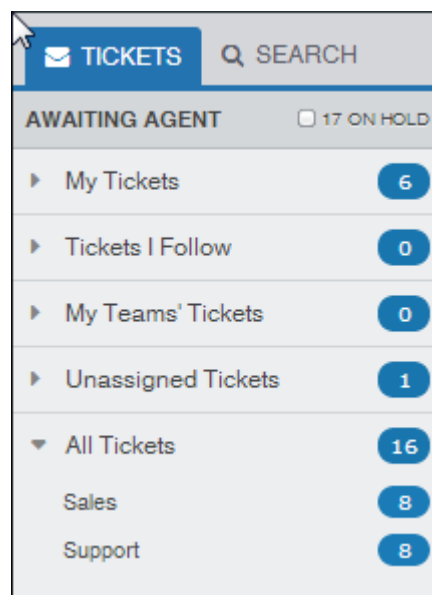 TICKETS SEARCH
AWAITING AGENT 17 ON HOLD
My Tickets 6
Tickets I Follow 0
My Teams' Tickets 0
Unassigned Tickets 1
All Tickets 16
Sales 8
Support 8